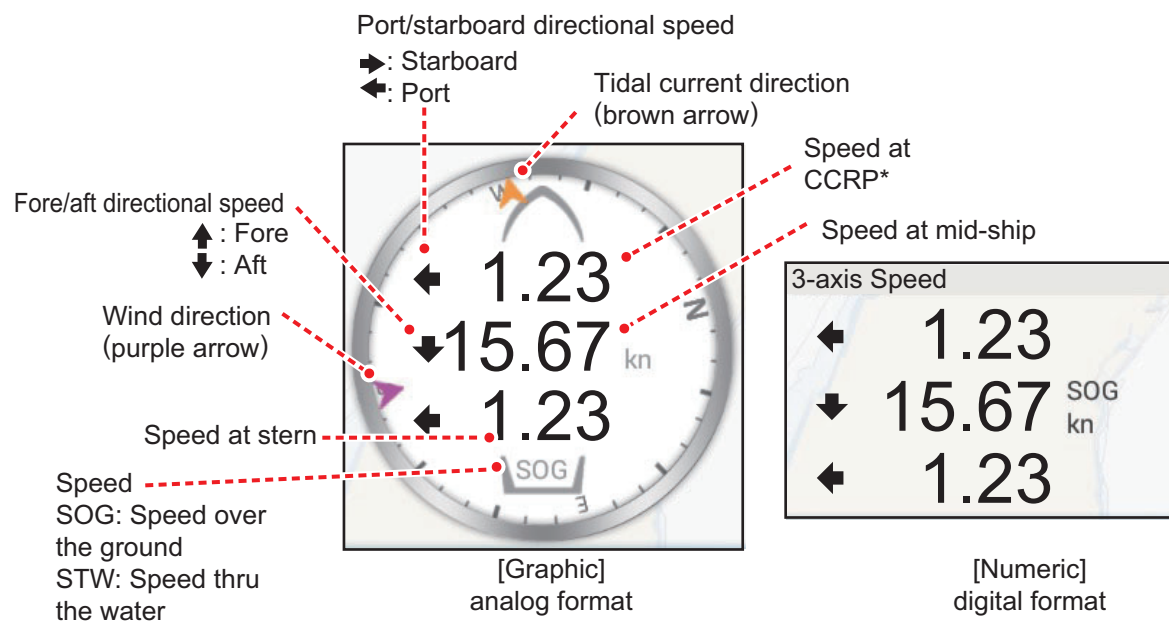 Port/starboard directional speed
➡: Starboard
⬅: Port
Tidal current direction
(brown arrow)
Speed at
CCRP*
Fore/aft directional speed
⬆: Fore
⬇: Aft
Speed at mid-ship
Wind direction
(purple arrow)
Speed at stern
Speed
SOG: Speed over
the ground
STW: Speed thru
the water
W
⬅ 1.23
N
⬇15.67 kn
⬅ 1.23
SOG
E
[Graphic]
analog format
3-axis Speed
⬅ 1.23
⬇ 15.67 SOG
kn
⬅ 1.23
[Numeric]
digital format